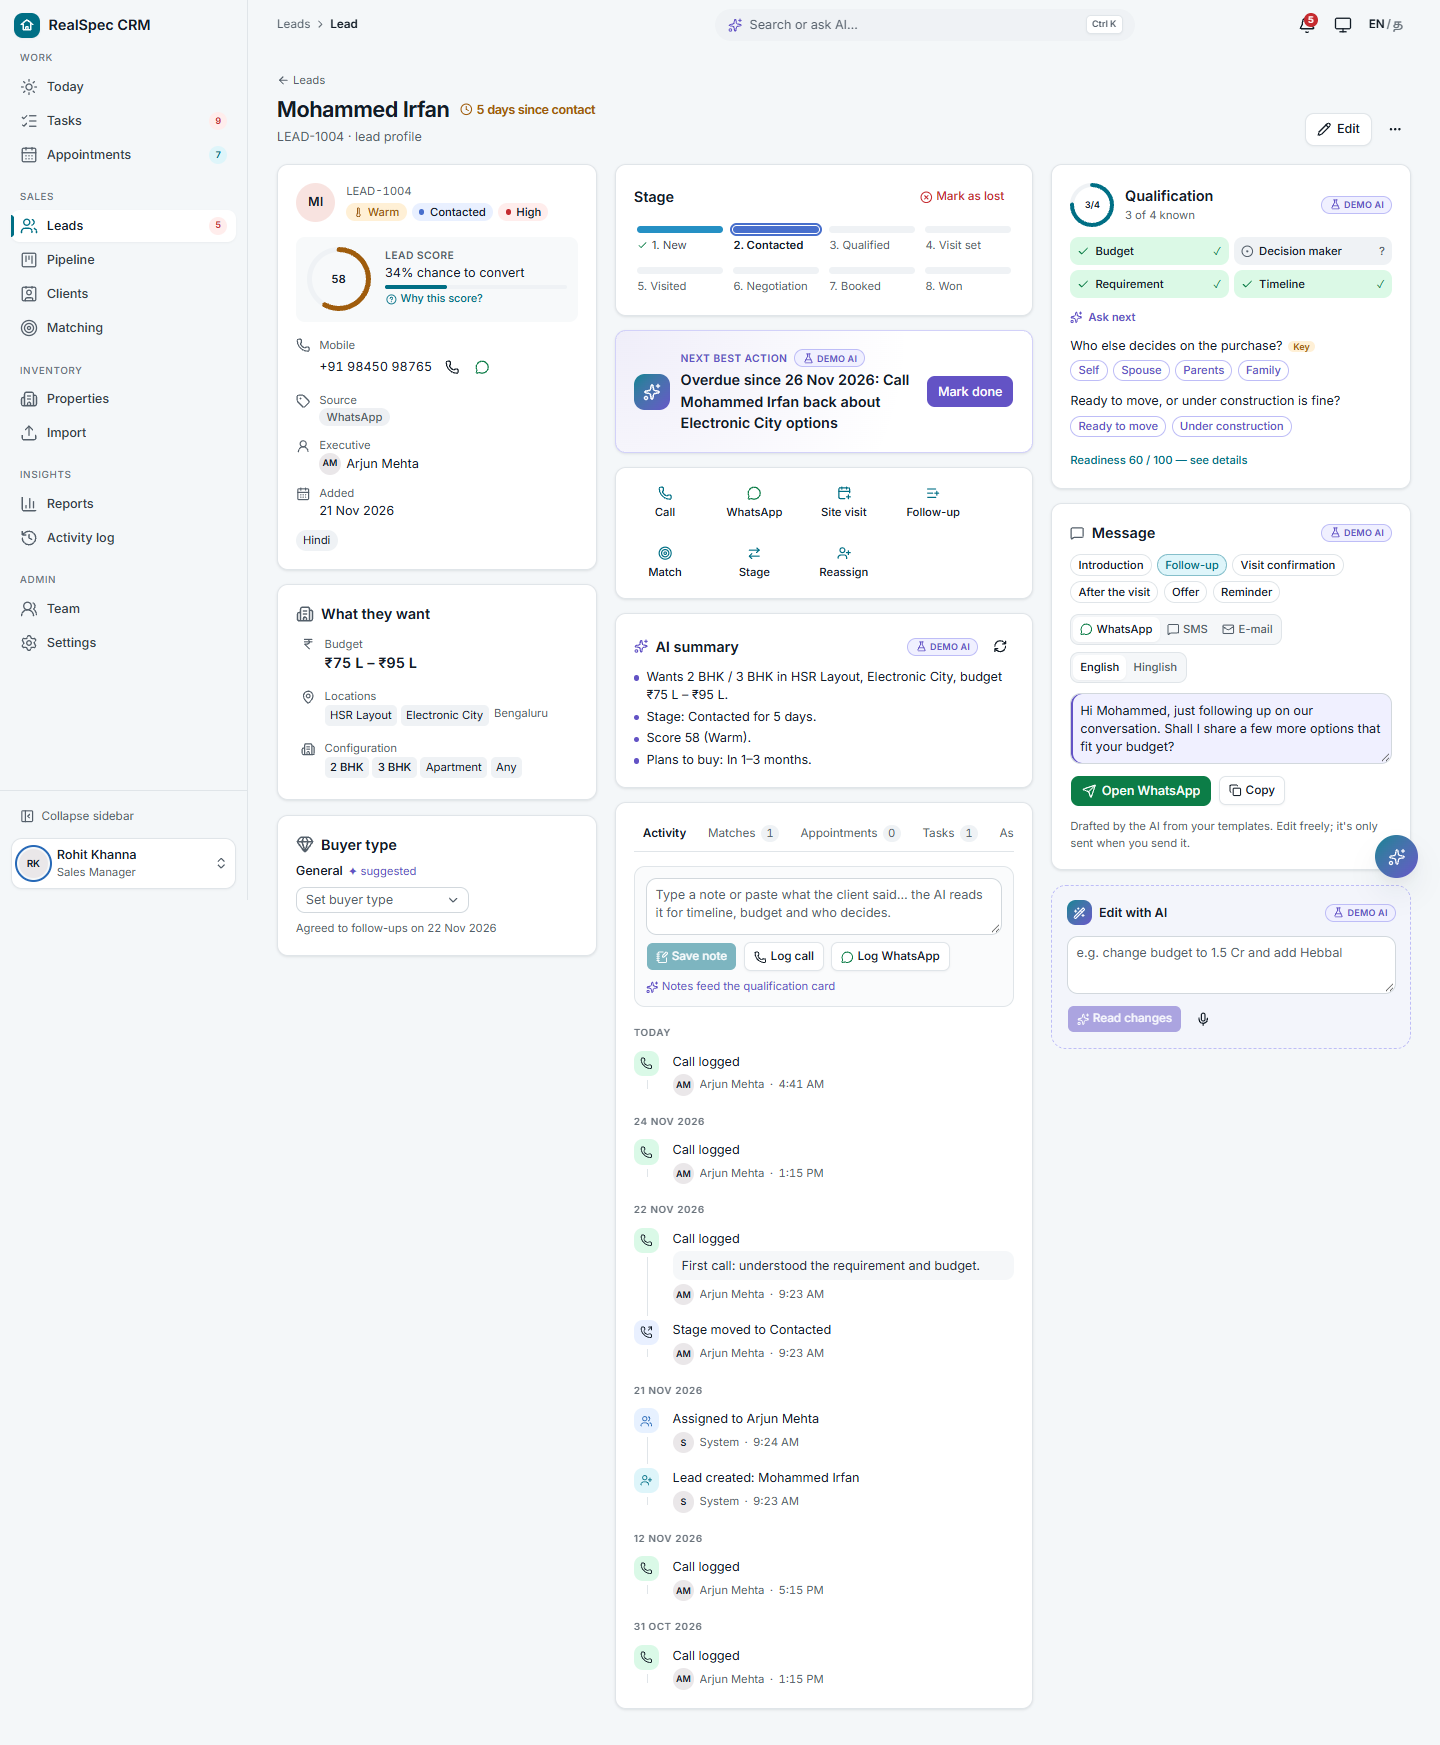 RealSpec CRM
WORK
Today
Tasks 9
Appointments 7
SALES
Leads 5
Pipeline
Clients
Matching
INVENTORY
Properties
Import
INSIGHTS
Reports
Activity log
ADMIN
Team
Settings
Collapse sidebar
RK
Rohit Khanna
Sales Manager
Leads > Lead
Search or ask AI...
Ctrl K
5
EN / த
← Leads
Mohammed Irfan
5 days since contact
LEAD-1004 · lead profile
Edit
MI
LEAD-1004
Warm
Contacted
High
58
LEAD SCORE
34% chance to convert
Why this score?
Mobile
+91 98450 98765
Source
WhatsApp
Executive
AM Arjun Mehta
Added
21 Nov 2026
Hindi
What they want
₹ Budget
₹75 L – ₹95 L
Locations
HSR Layout Electronic City Bengaluru
Configuration
2 BHK 3 BHK Apartment Any
Buyer type
General ✦ suggested
Set buyer type
Agreed to follow-ups on 22 Nov 2026
Stage
Mark as lost
✓ 1. New
2. Contacted
3. Qualified
4. Visit set
5. Visited
6. Negotiation
7. Booked
8. Won
NEXT BEST ACTION DEMO AI
Overdue since 26 Nov 2026: Call
Mohammed Irfan back about
Electronic City options
Mark done
Call
WhatsApp
Site visit
Follow-up
Match
Stage
Reassign
AI summary
DEMO AI
Wants 2 BHK / 3 BHK in HSR Layout, Electronic City, budget
₹75 L – ₹95 L.
Stage: Contacted for 5 days.
Score 58 (Warm).
Plans to buy: In 1–3 months.
Activity
Matches 1
Appointments 0
Tasks 1
As
Type a note or paste what the client said... the AI reads
it for timeline, budget and who decides.
Save note
Log call
Log WhatsApp
Notes feed the qualification card
TODAY
Call logged
AM Arjun Mehta · 4:41 AM
24 NOV 2026
Call logged
AM Arjun Mehta · 1:15 PM
22 NOV 2026
Call logged
First call: understood the requirement and budget.
AM Arjun Mehta · 9:23 AM
Stage moved to Contacted
AM Arjun Mehta · 9:23 AM
21 NOV 2026
Assigned to Arjun Mehta
S System · 9:24 AM
Lead created: Mohammed Irfan
S System · 9:23 AM
12 NOV 2026
Call logged
AM Arjun Mehta · 5:15 PM
31 OCT 2026
Call logged
AM Arjun Mehta · 1:15 PM
3/4
Qualification
3 of 4 known
DEMO AI
✓ Budget ✓
Decision maker ?
✓ Requirement ✓
✓ Timeline ✓
Ask next
Who else decides on the purchase? Key
Self Spouse Parents Family
Ready to move, or under construction is fine?
Ready to move Under construction
Readiness 60 / 100 — see details
Message
DEMO AI
Introduction Follow-up Visit confirmation
After the visit Offer Reminder
WhatsApp SMS E-mail
English Hinglish
Hi Mohammed, just following up on our
conversation. Shall I share a few more options that
fit your budget?
Open WhatsApp
Copy
Drafted by the AI from your templates. Edit freely; it's only
sent when you send it.
Edit with AI
DEMO AI
e.g. change budget to 1.5 Cr and add Hebbal
Read changes